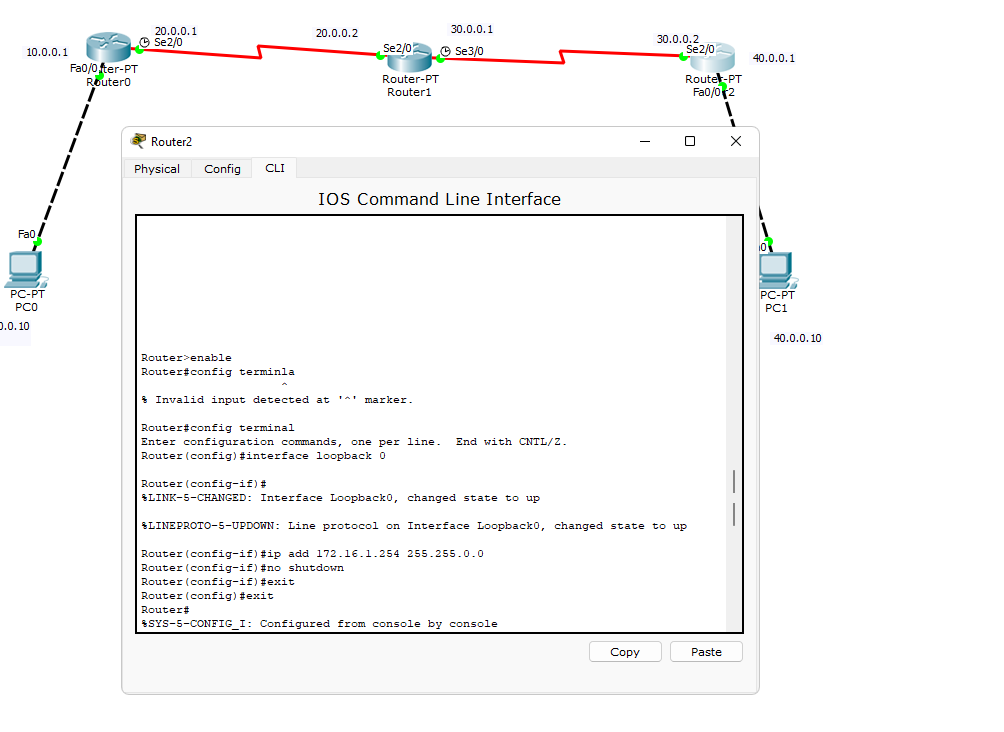 20.0.0.1
Se2/0
10.0.0.1
Fa0/0
ter-PT
Router0
20.0.0.2
Se2/0
30.0.0.1
Se3/0
Router-PT
Router1
30.0.0.2
Se2/0
40.0.0.1
Router-PT
Fa0/0r2
Router2
Physical
Config
CLI
IOS Command Line Interface
Router>enable
Router#config terminla
^
% Invalid input detected at '^' marker.
Router#config terminal
Enter configuration commands, one per line.  End with CNTL/Z.
Router(config)#interface loopback 0
Router(config-if)#
%LINK-5-CHANGED: Interface Loopback0, changed state to up
%LINEPROTO-5-UPDOWN: Line protocol on Interface Loopback0, changed state to up
Router(config-if)#ip add 172.16.1.254 255.255.0.0
Router(config-if)#no shutdown
Router(config-if)#exit
Router(config)#exit
Router#
%SYS-5-CONFIG_I: Configured from console by console
Copy
Paste
Fa0
PC-PT
PC0
0.0.10
a0
PC-PT
PC1
40.0.0.10